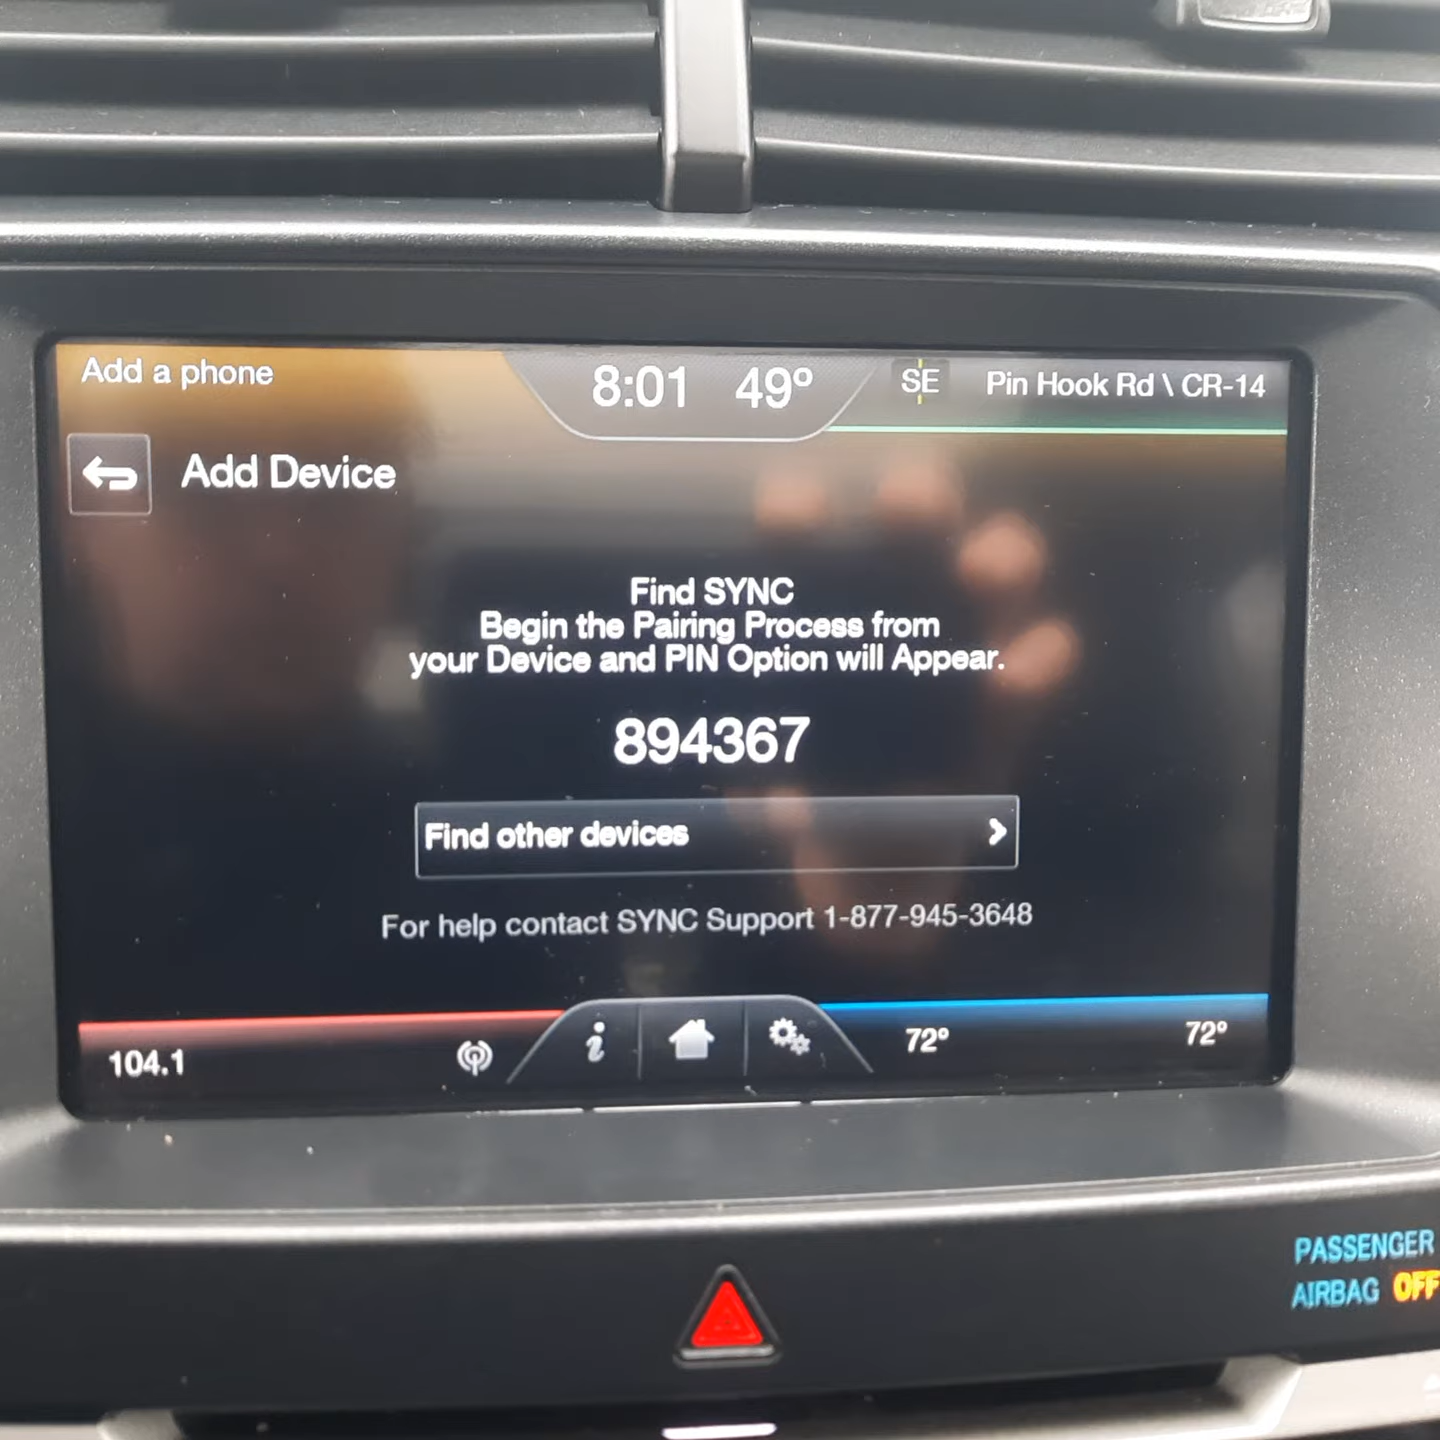 Add a phone
8:01 49° SE Pin Hook Rd \ CR-14
Add Device
Find SYNC
Begin the Pairing Process from
your Device and PIN Option will Appear.
894367
Find other devices
For help contact SYNC Support 1-877-945-3648
104.1 72° 72°
PASSENGER
AIRBAG OFF